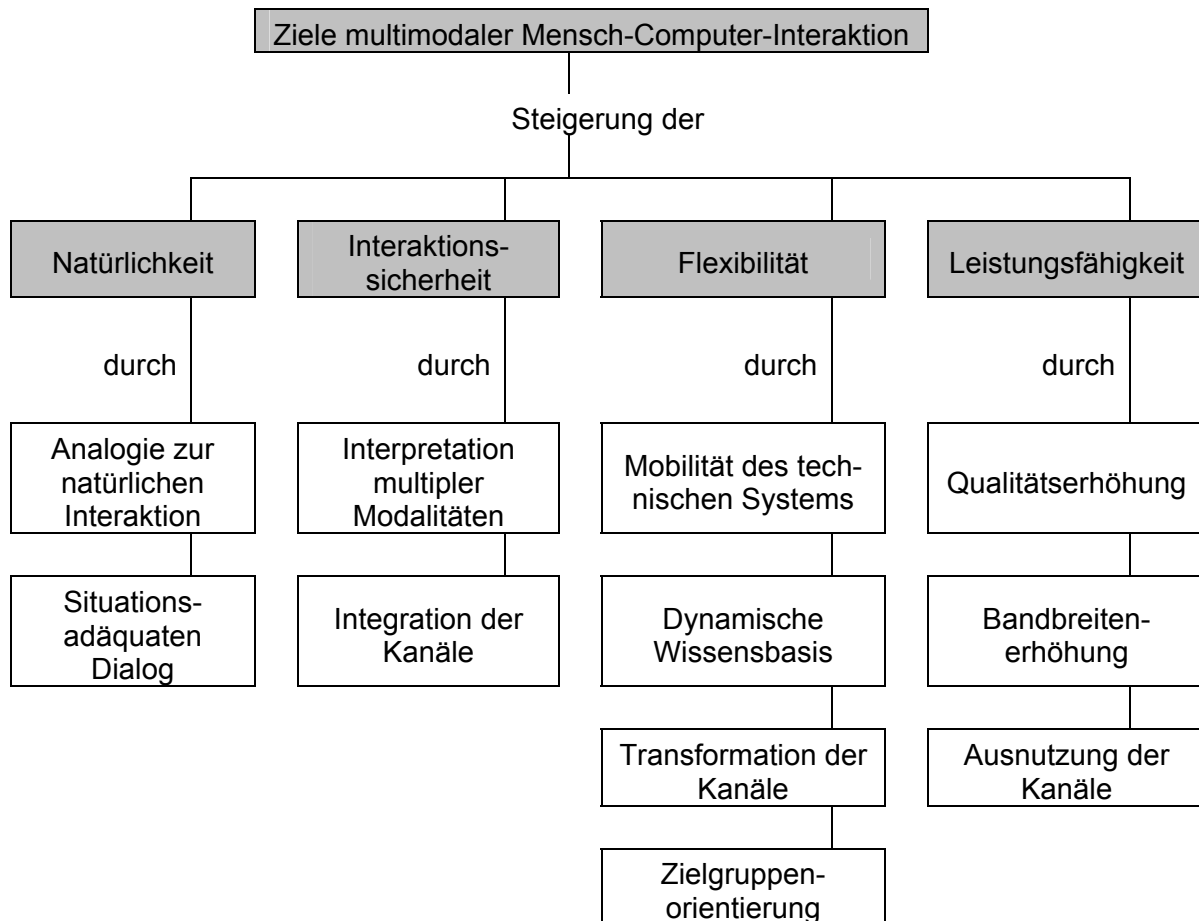 Ziele multimodaler Mensch-Computer-Interaktion
Steigerung der
Natürlichkeit
durch
Analogie zur
natürlichen
Interaktion
Situations-
adäquaten
Dialog
Interaktions-
sicherheit
durch
Interpretation
multipler
Modalitäten
Integration der
Kanäle
Flexibilität
durch
Mobilität des tech-
nischen Systems
Dynamische
Wissensbasis
Transformation der
Kanäle
Zielgruppen-
orientierung
Leistungsfähigkeit
durch
Qualitätserhöhung
Bandbreiten-
erhöhung
Ausnutzung der
Kanäle